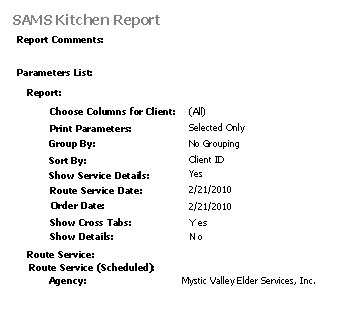 SAMS Kitchen Report
Report Comments:
Parameters List:
Report:
Choose Columns for Client: (All)
Print Parameters: Selected Only
Group By: No Grouping
Sort By: Client ID
Show Service Details: Yes
Route Service Date: 2/21/2010
Order Date: 2/21/2010
Show Cross Tabs: Yes
Show Details: No
Route Service:
Route Service (Scheduled):
Agency: Mystic Valley Elder Services, Inc.